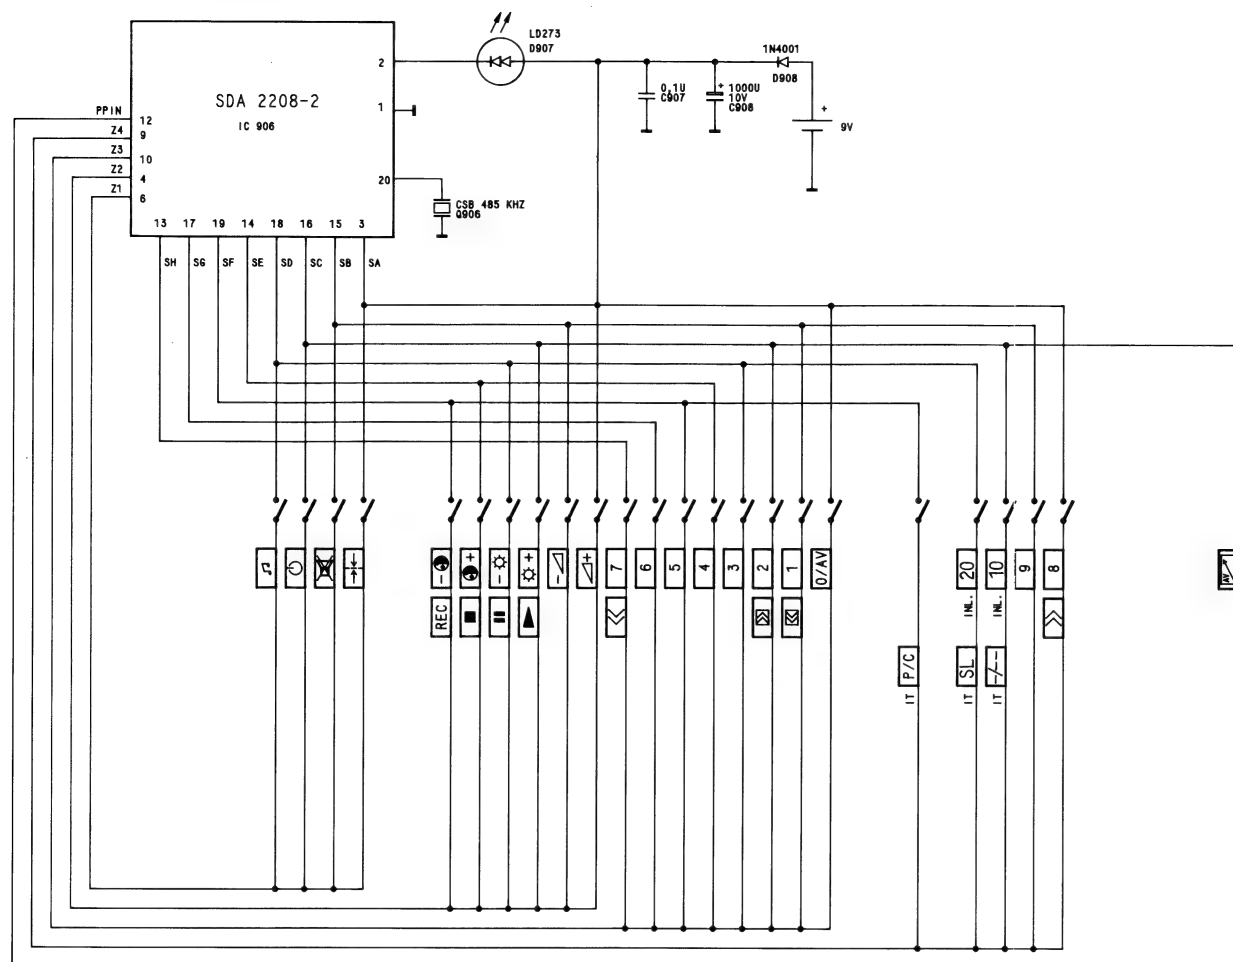 LD273
D907
1N4001
D908
2
SDA 2208-2
IC 906
1
0,1U
C907
+ 1000U
10V
C908
+
9V
PPIN
12
Z4
9
Z3
10
Z2
4
Z1
6
20
CSB 485 KHZ
Q906
13 17 19 14 18 16 15 3
SH SG SF SE SD SC SB SA
- +
- +
- +
7
6
5
4
3
2
1
0/AV
20
10
9
8
REC
INL.
INL.
P/C
SL
-/--
IT
IT
IT
AV